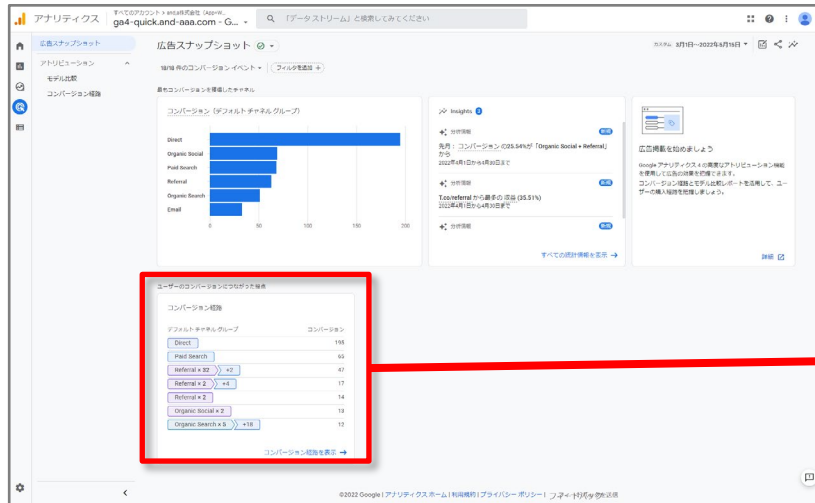 アナリティクス
すべてのアカウント > andaa株式会社 (App+W...
ga4-quick.and-aaa.com - G...
「データ ストリーム」と検索してみてください
広告スナップショット
アトリビューション
モデル比較
コンバージョン経路
広告スナップショット
カスタム 3月1日～2022年5月15日
18/18 件のコンバージョン イベント
フィルタを追加 +
最もコンバージョンを獲得したチャネル
コンバージョン (デフォルト チャネル グループ)
Direct
Organic Social
Paid Search
Referral
Organic Search
Email
0 50 100 150 200
Insights
分析情報 新規
先月： コンバージョン の25.54%が「Organic Social + Referral」から
2022年4月1日から4月30日まで
分析情報 新規
T.co/referral から最多の 収益 (35.51%)
2022年4月1日から4月30日まで
分析情報 新規
すべての統計情報を表示 →
広告掲載を始めましょう
Google アナリティクス 4 の高度なアトリビューション機能を使用して広告の効果を把握できます。
コンバージョン経路とモデル比較レポートを活用して、ユーザーの購入経路を把握しましょう。
詳細
ユーザーのコンバージョンにつながった接点
コンバージョン経路
デフォルト チャネル グループ コンバージョン
Direct 195
Paid Search 65
Referral × 32 +2 47
Referral × 2 +4 17
Referral × 2 14
Organic Social × 2 13
Organic Search × 5 +18 12
コンバージョン経路を表示 →
©2022 Google | アナリティクス ホーム | 利用規約 | プライバシー ポリシー | フィードバックを送信